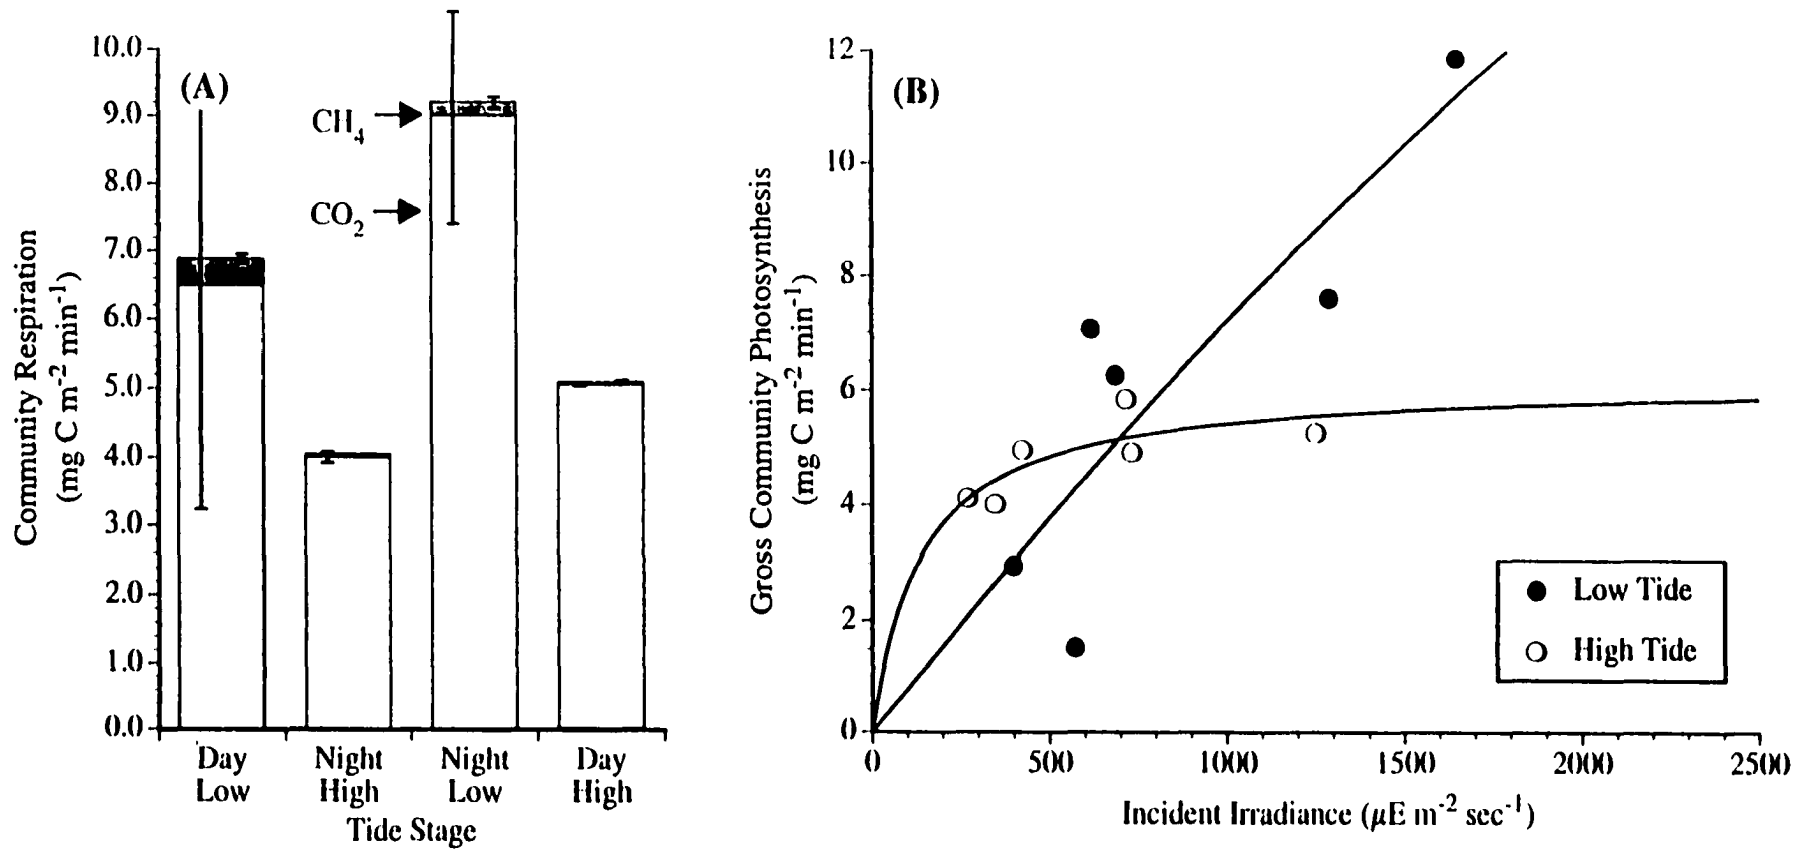 (A)
Community Respiration
(mg C m⁻² min⁻¹)
10.0
9.0
8.0
7.0
6.0
5.0
4.0
3.0
2.0
1.0
0.0
CH₄
CO₂
Day Low
Night High
Night Low
Day High
Tide Stage
(B)
Gross Community Photosynthesis
(mg C m⁻² min⁻¹)
12
10
8
6
4
2
0
0 500 1000 1500 2000 2500
Incident Irradiance (µE m⁻² sec⁻¹)
Low Tide
High Tide